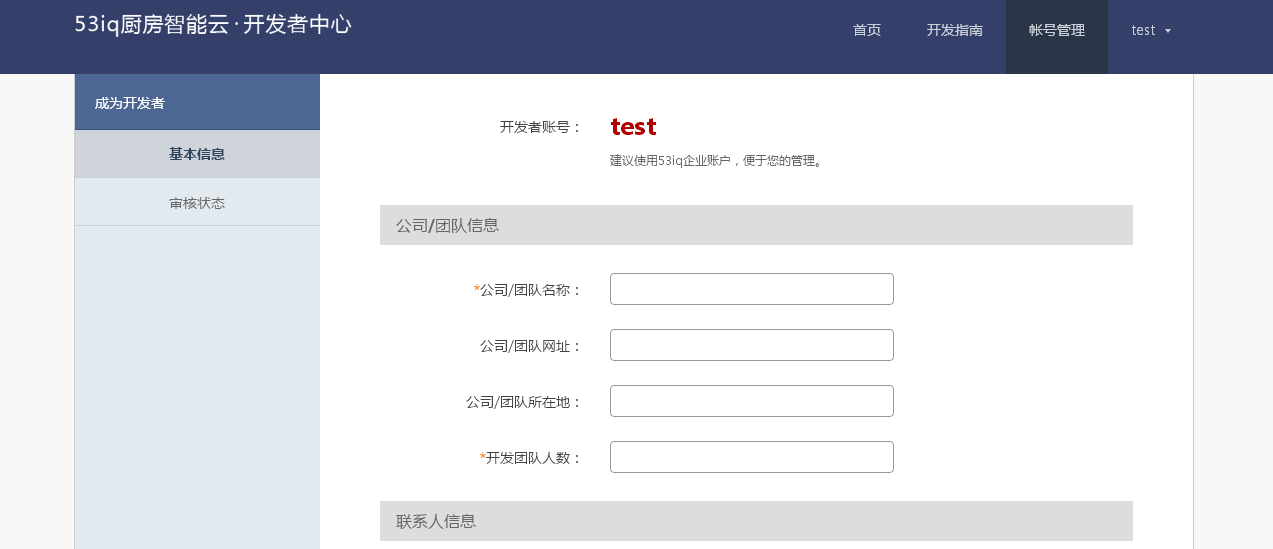 53iq厨房智能云·开发者中心
首页
开发指南
帐号管理
test
成为开发者
基本信息
审核状态
开发者账号：
test
建议使用53iq企业账户，便于您的管理。
公司/团队信息
*公司/团队名称：
公司/团队网址：
公司/团队所在地：
*开发团队人数：
联系人信息